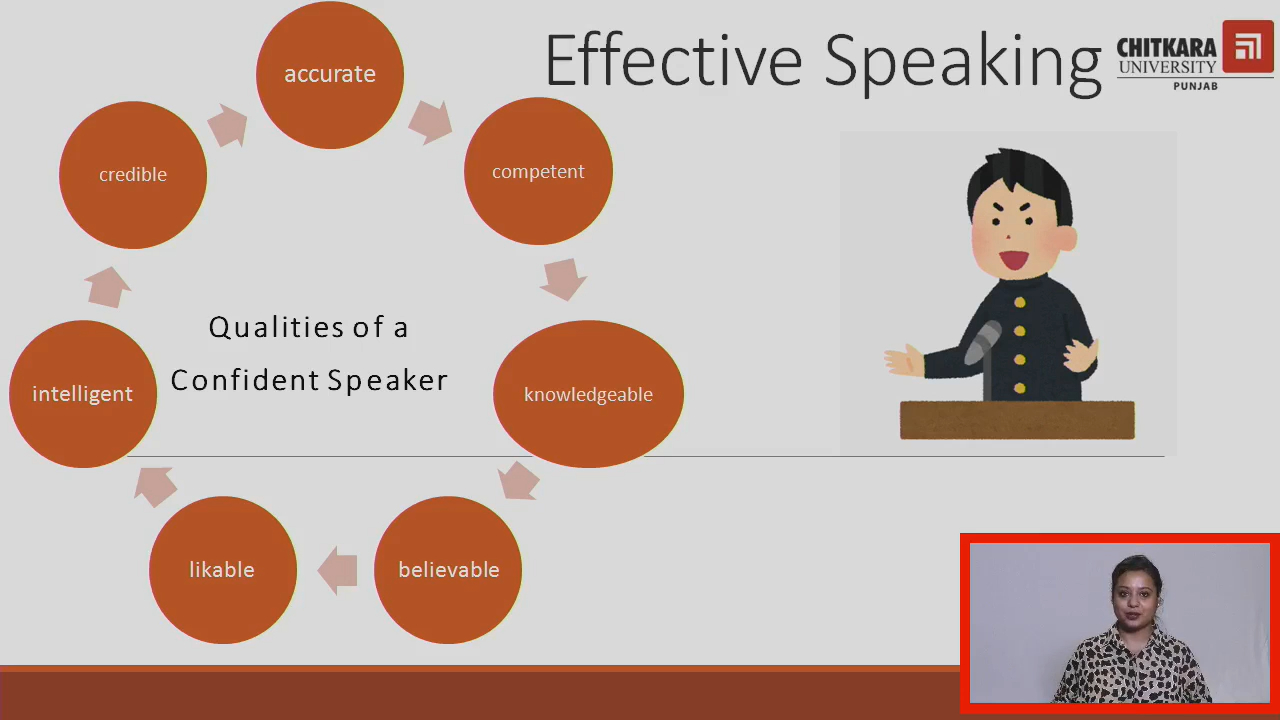 Effective Speaking
CHITKARA
UNIVERSITY
PUNJAB
accurate
competent
knowledgeable
believable
likable
intelligent
credible
Qualities of a
Confident Speaker